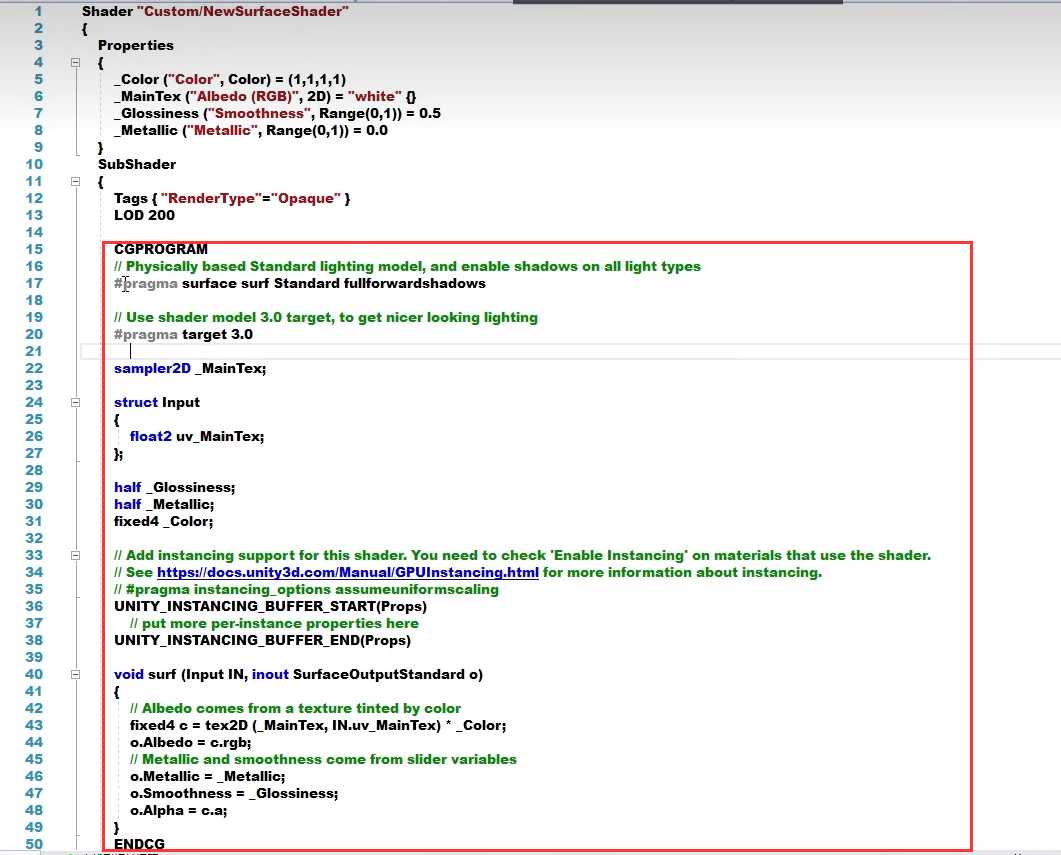 1 Shader "Custom/NewSurfaceShader"
2 {
3 Properties
4 {
5 _Color ("Color", Color) = (1,1,1,1)
6 _MainTex ("Albedo (RGB)", 2D) = "white" {}
7 _Glossiness ("Smoothness", Range(0,1)) = 0.5
8 _Metallic ("Metallic", Range(0,1)) = 0.0
9 }
10 SubShader
11 {
12 Tags { "RenderType"="Opaque" }
13 LOD 200
14
15 CGPROGRAM
16 // Physically based Standard lighting model, and enable shadows on all light types
17 #pragma surface surf Standard fullforwardshadows
18
19 // Use shader model 3.0 target, to get nicer looking lighting
20 #pragma target 3.0
21
22 sampler2D _MainTex;
23
24 struct Input
25 {
26 float2 uv_MainTex;
27 };
28
29 half _Glossiness;
30 half _Metallic;
31 fixed4 _Color;
32
33 // Add instancing support for this shader. You need to check 'Enable Instancing' on materials that use the shader.
34 // See https://docs.unity3d.com/Manual/GPUInstancing.html for more information about instancing.
35 // #pragma instancing_options assumeuniformscaling
36 UNITY_INSTANCING_BUFFER_START(Props)
37 // put more per-instance properties here
38 UNITY_INSTANCING_BUFFER_END(Props)
39
40 void surf (Input IN, inout SurfaceOutputStandard o)
41 {
42 // Albedo comes from a texture tinted by color
43 fixed4 c = tex2D (_MainTex, IN.uv_MainTex) * _Color;
44 o.Albedo = c.rgb;
45 // Metallic and smoothness come from slider variables
46 o.Metallic = _Metallic;
47 o.Smoothness = _Glossiness;
48 o.Alpha = c.a;
49 }
50 ENDCG